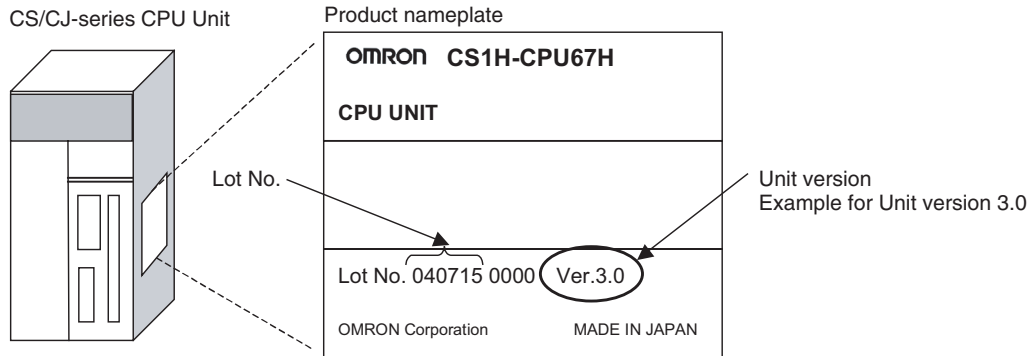 CS/CJ-series CPU Unit
Product nameplate
OMRON CS1H-CPU67H
CPU UNIT
Lot No.
Unit version
Example for Unit version 3.0
Lot No. 040715 0000 Ver.3.0
OMRON Corporation MADE IN JAPAN